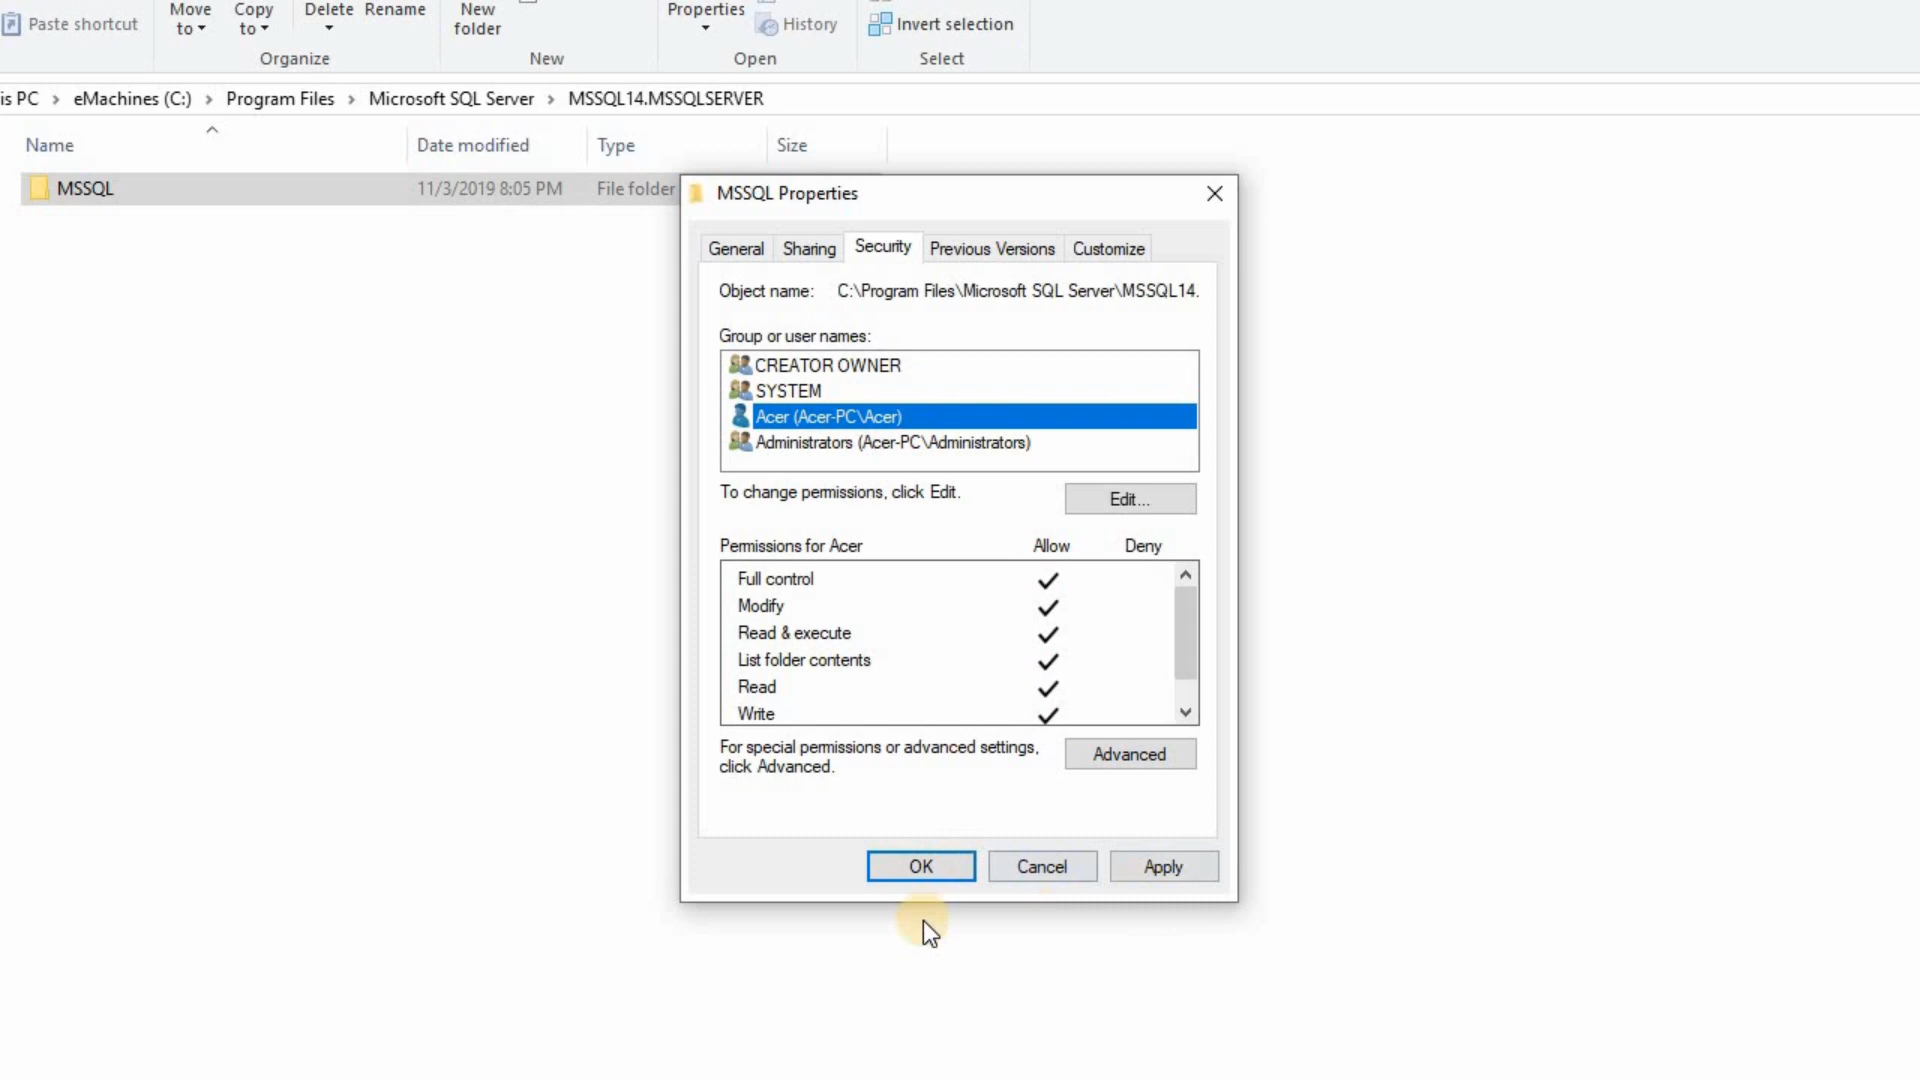 Paste shortcut
Move to
Copy to
Delete
Rename
New folder
Properties
History
Invert selection
Organize
New
Open
Select
is PC > eMachines (C:) > Program Files > Microsoft SQL Server > MSSQL14.MSSQLSERVER
Name Date modified Type Size
MSSQL 11/3/2019 8:05 PM File folder
MSSQL Properties
General Sharing Security Previous Versions Customize
Object name: C:\Program Files\Microsoft SQL Server\MSSQL14.
Group or user names:
CREATOR OWNER
SYSTEM
Acer (Acer-PC\Acer)
Administrators (Acer-PC\Administrators)
To change permissions, click Edit.
Edit...
Permissions for Acer Allow Deny
Full control
Modify
Read & execute
List folder contents
Read
Write
For special permissions or advanced settings,
click Advanced.
Advanced
OK Cancel Apply